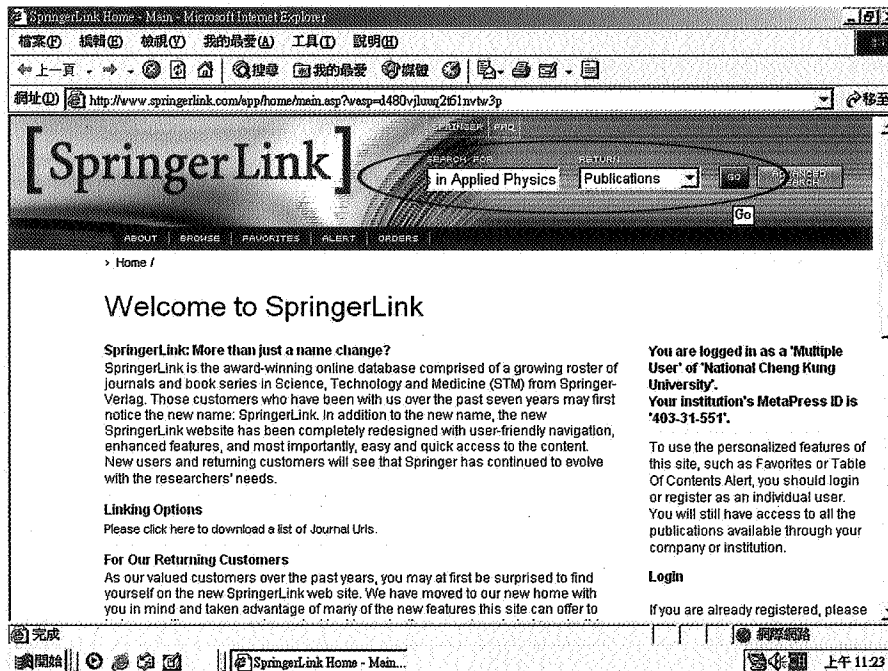 SpringerLink Home - Main - Microsoft Internet Explorer
檔案(F) 編輯(E) 檢視(V) 我的最愛(A) 工具(T) 說明(H)
上一頁 搜尋 我的最愛 媒體
網址(D) http://www.springerlink.com/app/home/main.asp?wasp=d480vjluuq2t61nvtw3p 移至
SPRINGER FAQ
[SpringerLink]
SEARCH FOR RETURN
in Applied Physics Publications GO ADVANCED SEARCH
Go
ABOUT BROWSE FAVORITES ALERT ORDERS
› Home /
Welcome to SpringerLink
SpringerLink: More than just a name change?
SpringerLink is the award-winning online database comprised of a growing roster of
journals and book series in Science, Technology and Medicine (STM) from Springer-
Verlag. Those customers who have been with us over the past seven years may first
notice the new name: SpringerLink. In addition to the new name, the new
SpringerLink website has been completely redesigned with user-friendly navigation,
enhanced features, and most importantly, easy and quick access to the content.
New users and returning customers will see that Springer has continued to evolve
with the researchers' needs.
Linking Options
Please click here to download a list of Journal Urls.
For Our Returning Customers
As our valued customers over the past years, you may at first be surprised to find
yourself on the new SpringerLink web site. We have moved to our new home with
you in mind and taken advantage of many of the new features this site can offer to
You are logged in as a 'Multiple
User' of 'National Cheng Kung
University'.
Your institution's MetaPress ID is
'403-31-551'.
To use the personalized features of
this site, such as Favorites or Table
Of Contents Alert, you should login
or register as an individual user.
You will still have access to all the
publications available through your
company or institution.
Login
If you are already registered, please
完成 網際網路
開始 SpringerLink Home - Main... 上午 11:22